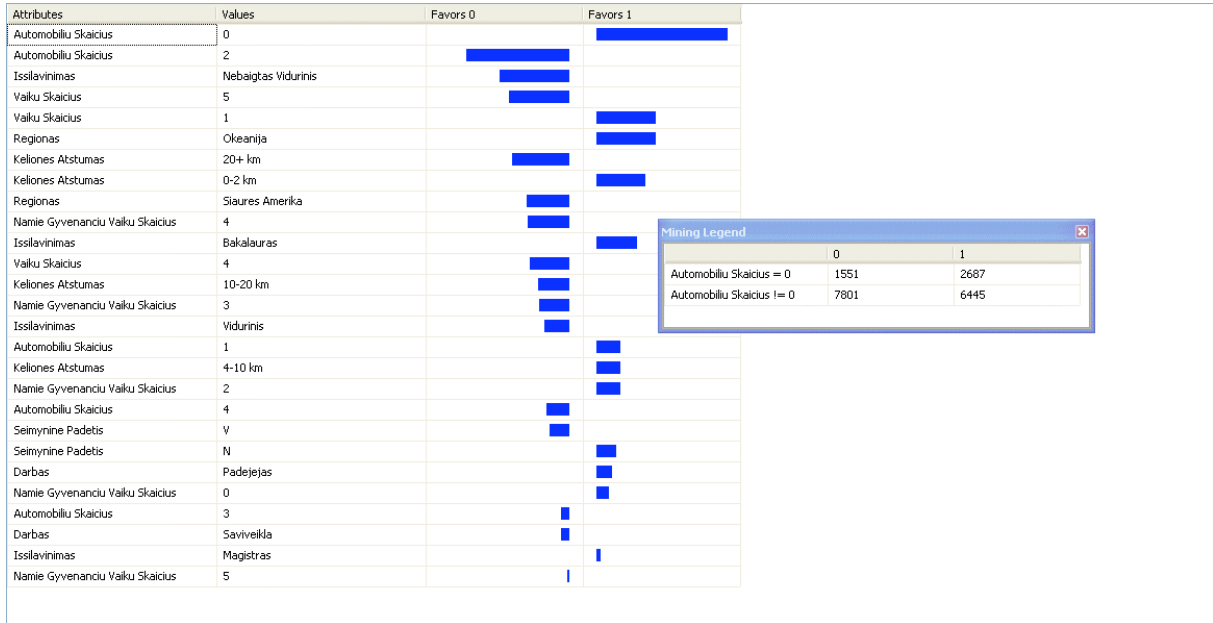 Attributes Values Favors 0 Favors 1
Automobiliu Skaicius 0
Automobiliu Skaicius 2
Issilavinimas Nebaigtas Vidurinis
Vaiku Skaicius 5
Vaiku Skaicius 1
Regionas Okeanija
Keliones Atstumas 20+ km
Keliones Atstumas 0-2 km
Regionas Siaures Amerika
Namie Gyvenanciu Vaiku Skaicius 4
Issilavinimas Bakalauras
Vaiku Skaicius 4
Keliones Atstumas 10-20 km
Namie Gyvenanciu Vaiku Skaicius 3
Issilavinimas Vidurinis
Automobiliu Skaicius 1
Keliones Atstumas 4-10 km
Namie Gyvenanciu Vaiku Skaicius 2
Automobiliu Skaicius 4
Seimynine Padetis V
Seimynine Padetis N
Darbas Padejejas
Namie Gyvenanciu Vaiku Skaicius 0
Automobiliu Skaicius 3
Darbas Saviveikla
Issilavinimas Magistras
Namie Gyvenanciu Vaiku Skaicius 5
Mining Legend
0 1
Automobiliu Skaicius = 0 1551 2687
Automobiliu Skaicius != 0 7801 6445